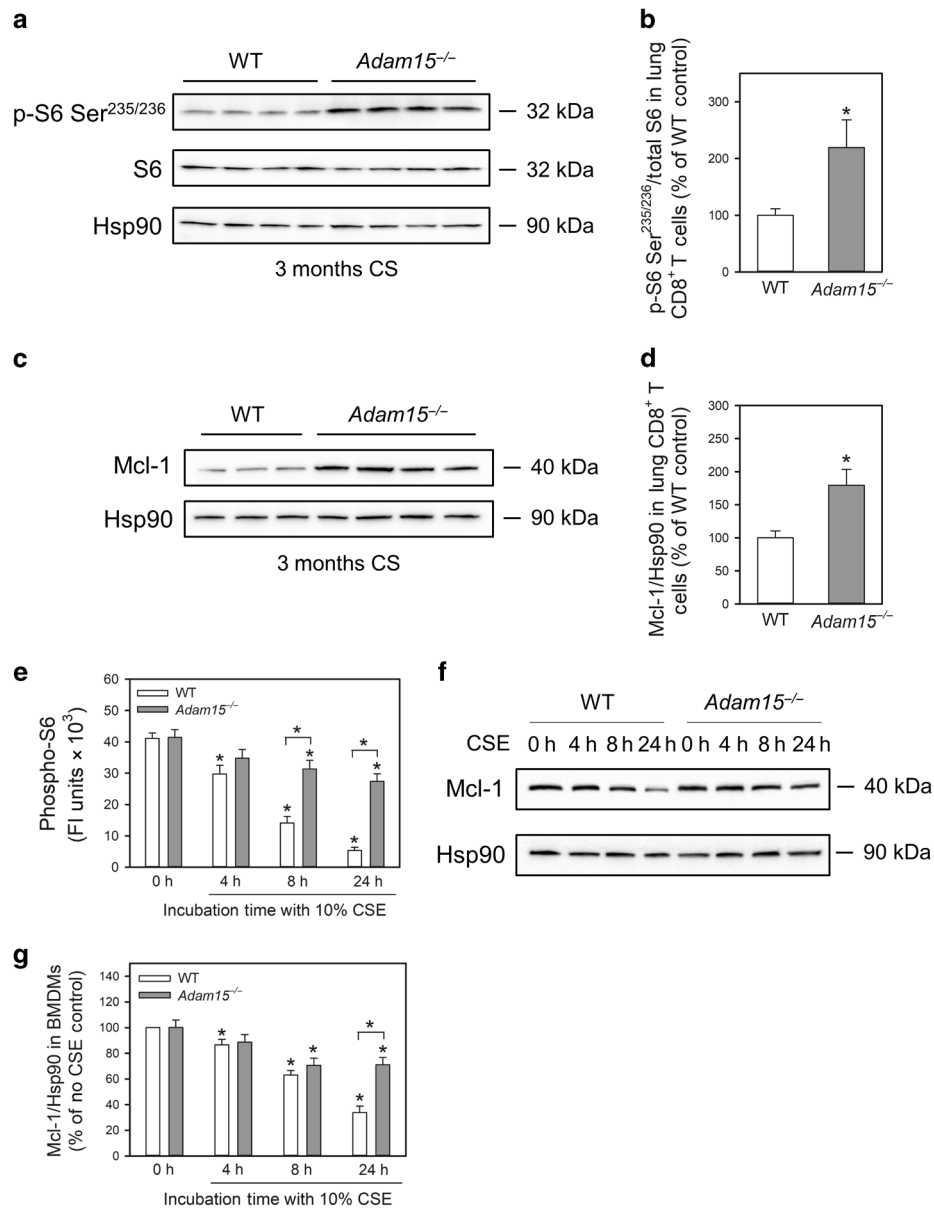 a
WT
Adam15⁻/⁻
p-S6 Ser²³⁵/²³⁶
32 kDa
S6
32 kDa
Hsp90
90 kDa
3 months CS
b
p-S6 Ser²³⁵/²³⁶/total S6 in lung
CD8⁺ T cells (% of WT control)
300
200
100
0
*
WT
Adam15⁻/⁻
c
WT
Adam15⁻/⁻
Mcl-1
40 kDa
Hsp90
90 kDa
3 months CS
d
Mcl-1/Hsp90 in lung CD8⁺ T
cells (% of WT control)
300
250
200
150
100
50
0
*
WT
Adam15⁻/⁻
e
Phospho-S6
(FI units × 10³)
60
50
40
30
20
10
0
WT
Adam15⁻/⁻
*
*
*
*
*
*
*
0 h
4 h
8 h
24 h
Incubation time with 10% CSE
f
WT
Adam15⁻/⁻
CSE 0 h 4 h 8 h 24 h 0 h 4 h 8 h 24 h
Mcl-1
40 kDa
Hsp90
90 kDa
g
Mcl-1/Hsp90 in BMDMs
(% of no CSE control)
140
120
100
80
60
40
20
0
WT
Adam15⁻/⁻
*
*
*
*
*
*
0 h
4 h
8 h
24 h
Incubation time with 10% CSE